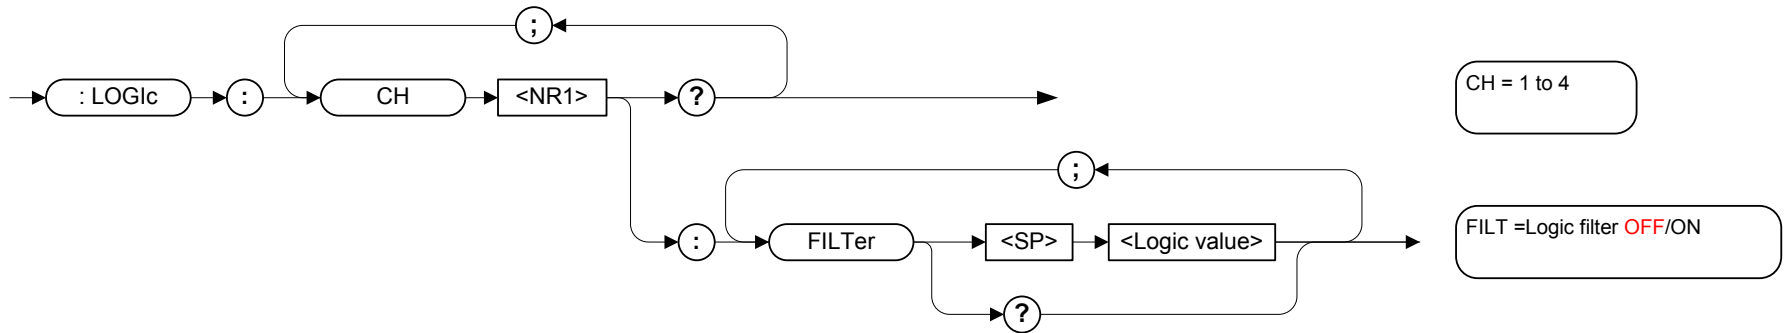 ;
: LOGIc : CH <NR1> ?
CH = 1 to 4
;
: FILTer <SP> <Logic value>
FILT =Logic filter OFF/ON
?